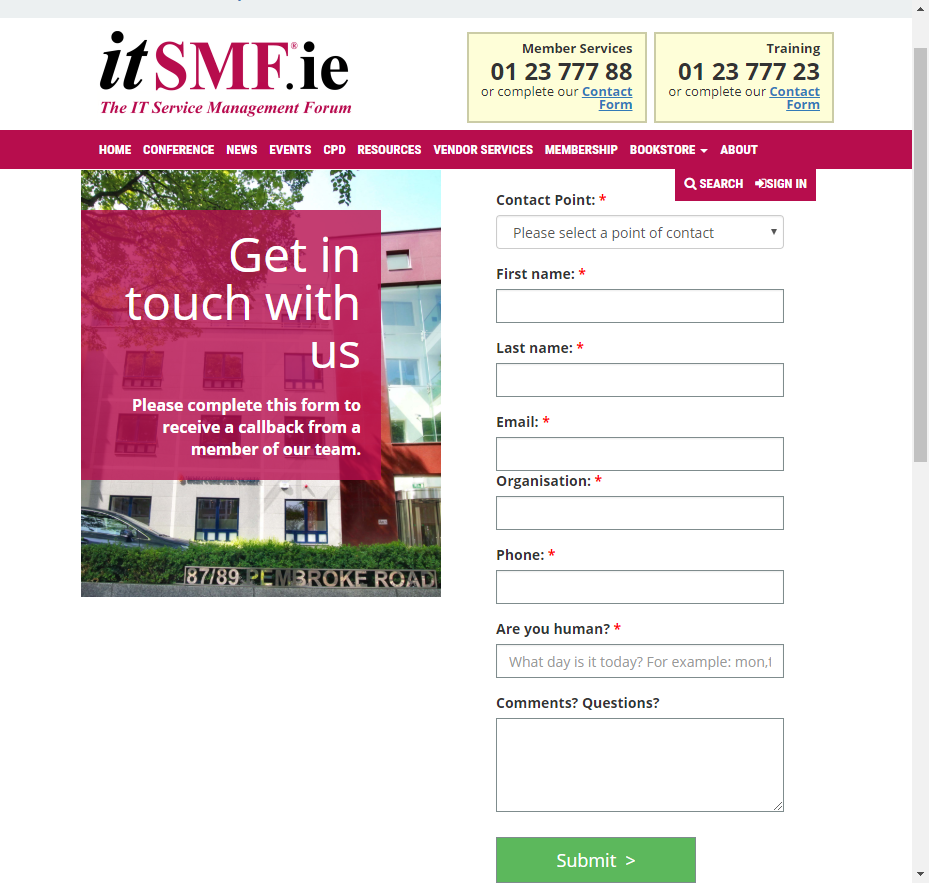 itSMF®.ie
The IT Service Management Forum
Member Services
01 23 777 88
or complete our Contact
Form
Training
01 23 777 23
or complete our Contact
Form
HOME CONFERENCE NEWS EVENTS CPD RESOURCES VENDOR SERVICES MEMBERSHIP BOOKSTORE ABOUT
SEARCH SIGN IN
Get in
touch with
us
Please complete this form to
receive a callback from a
member of our team.
87/89 PEMBROKE ROAD
Contact Point: *
Please select a point of contact
First name: *
Last name: *
Email: *
Organisation: *
Phone: *
Are you human? *
What day is it today? For example: mon,t
Comments? Questions?
Submit >